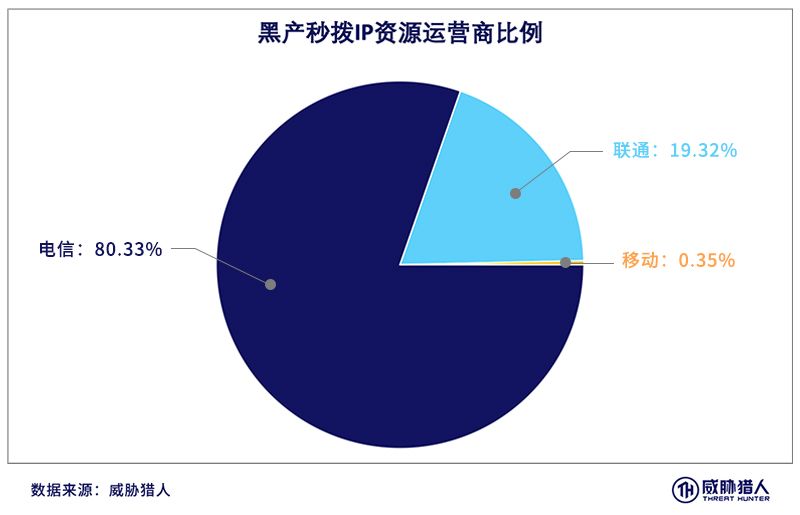 黑产秒拨IP资源运营商比例
联通：19.32%
电信：80.33%
移动：0.35%
数据来源：威胁猎人
TH 威胁猎人
THREAT HUNTER